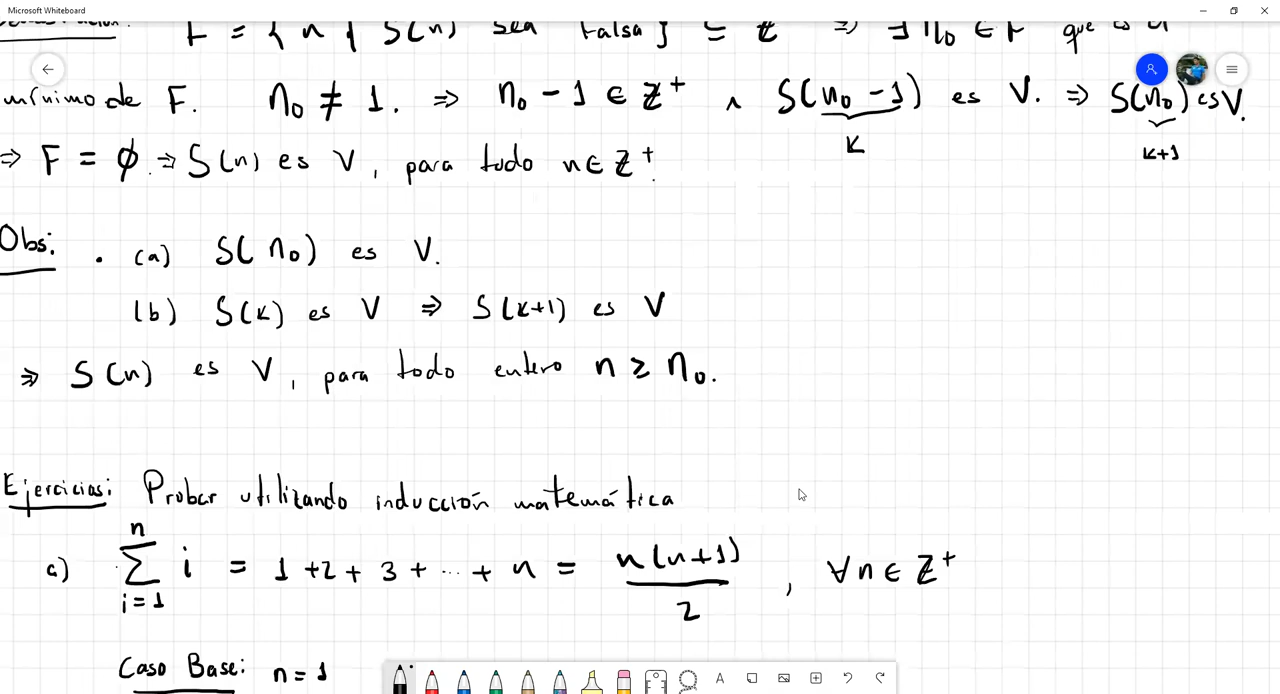 Microsoft Whiteboard
F = { n | S(n) sea falsa } ⊆ Z ⇒ ∃ n₀ ∈ F que es el
mínimo de F. n₀ ≠ 1. ⇒ n₀ - 1 ∈ Z⁺ ∧ S(n₀ - 1) es V. ⇒ S(n₀) es V.
K K+1
⇒ F = ∅. ⇒ S(n) es V, para todo n ∈ Z⁺.
Obs: • (a) S(n₀) es V.
(b) S(K) es V ⇒ S(K+1) es V
⇒ S(n) es V, para todo entero n ≥ n₀.
Ejercicios: Probar utilizando inducción matemática
a) ∑_{i=1}^{n} i = 1 + 2 + 3 + ... + n = n(n+1)/2, ∀ n ∈ Z⁺
Caso Base: n = 1